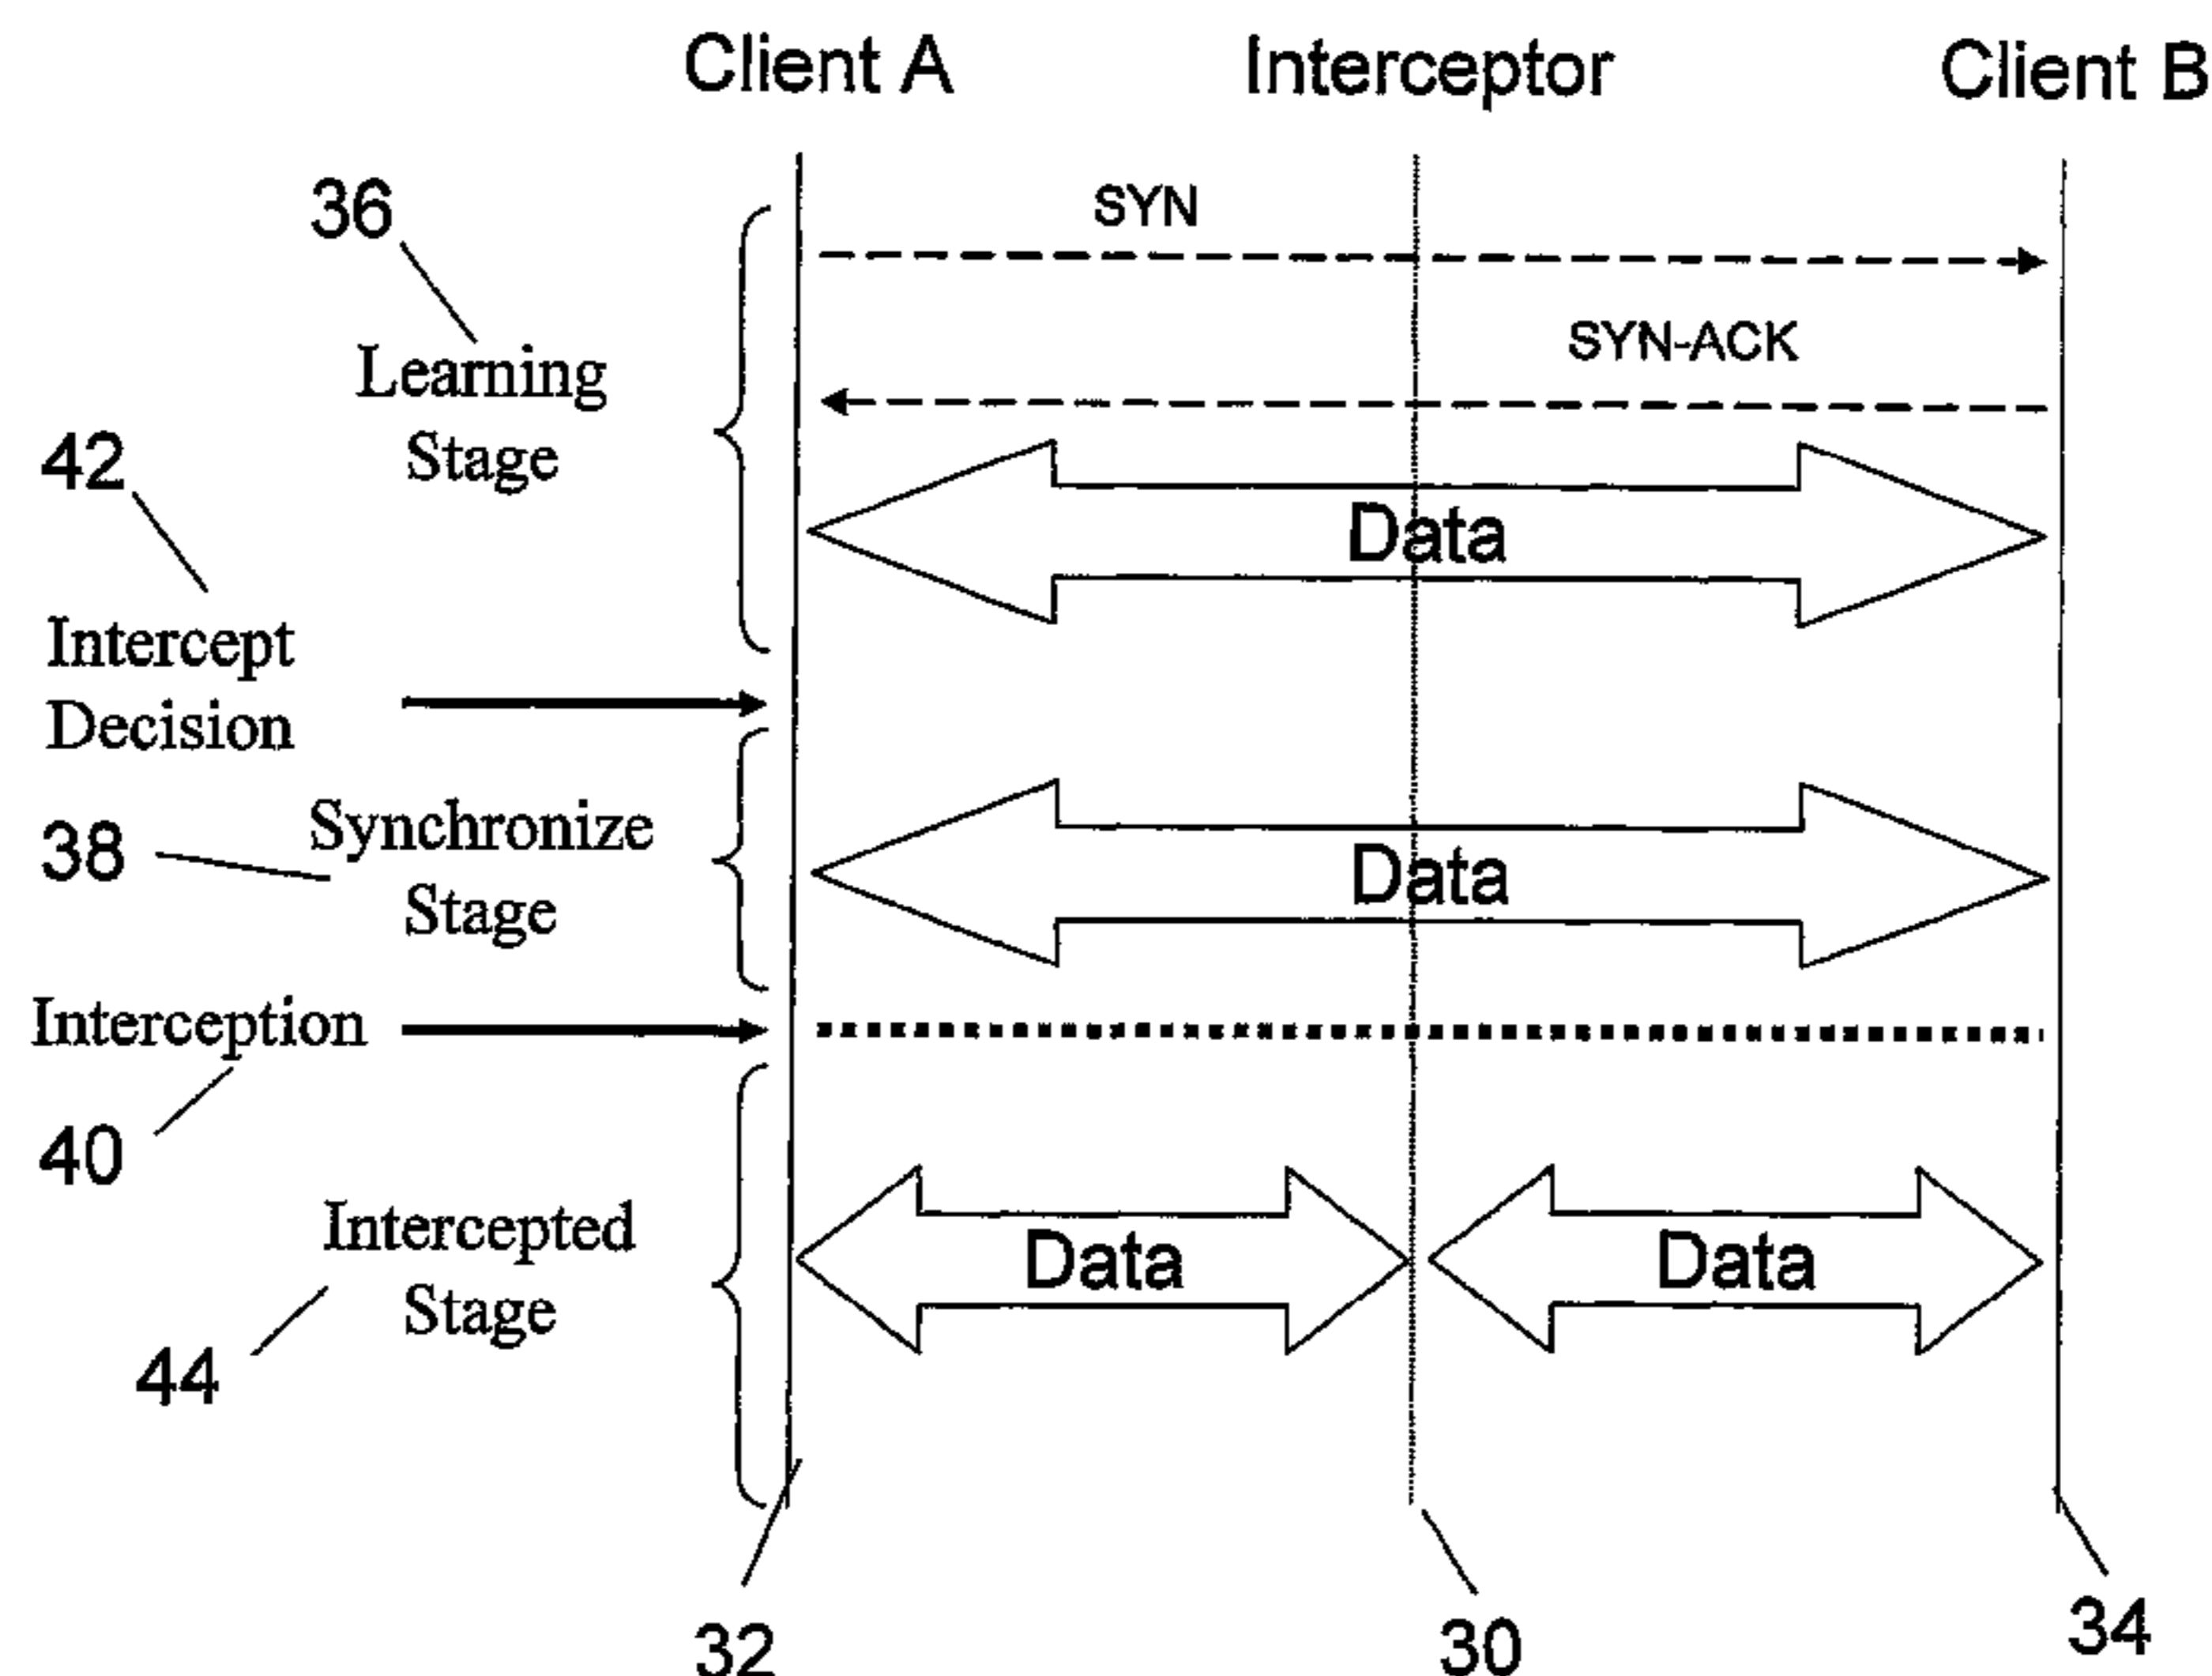 Client A
Interceptor
Client B
36
SYN
Learning
Stage
SYN-ACK
42
Data
Intercept
Decision
38
Synchronize
Stage
Data
Interception
40
Intercepted
Stage
Data
Data
44
32
30
34